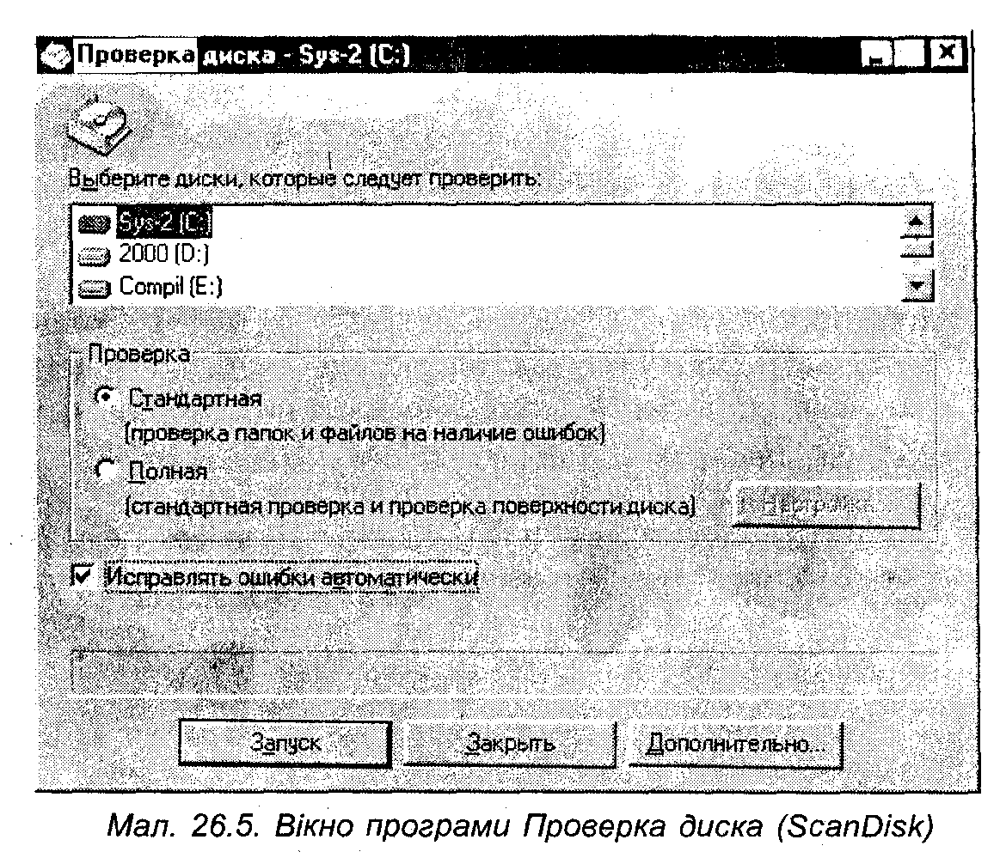 Проверка диска - Sys-2 (C:)
Выберите диски, которые следует проверить:
Sys-2 (C:)
2000 (D:)
Compil (E:)
Проверка
Стандартная
(проверка папок и файлов на наличие ошибок)
Полная
(стандартная проверка и проверка поверхности диска)
Настройка...
Исправлять ошибки автоматически
Запуск
Закрыть
Дополнительно...
Мал. 26.5. Вікно програми Проверка диска (ScanDisk)